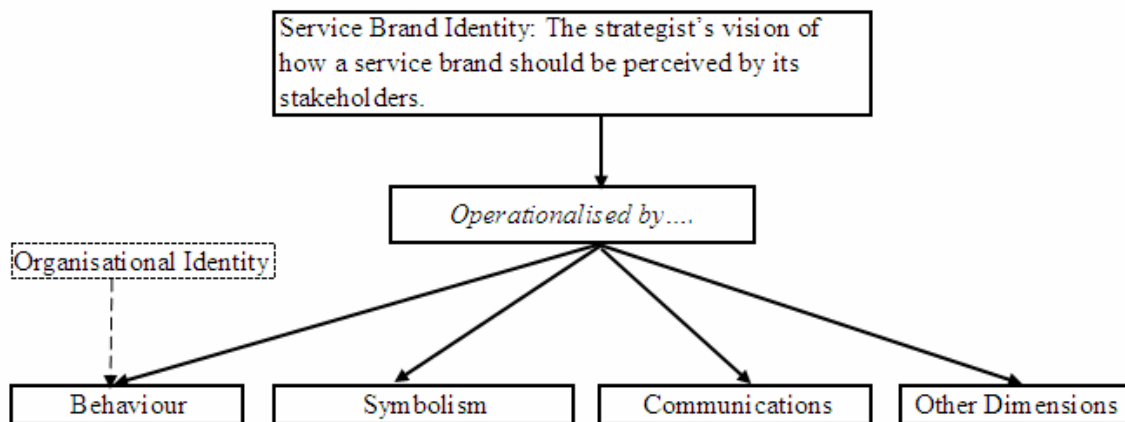 Service Brand Identity: The strategist’s vision of
how a service brand should be perceived by its
stakeholders.
Operationalised by….
Organisational Identity
Behaviour
Symbolism
Communications
Other Dimensions